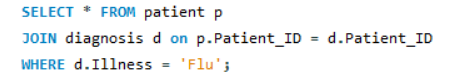 SELECT * FROM patient p
JOIN diagnosis d on p.Patient_ID = d.Patient_ID
WHERE d.Illness = 'Flu';